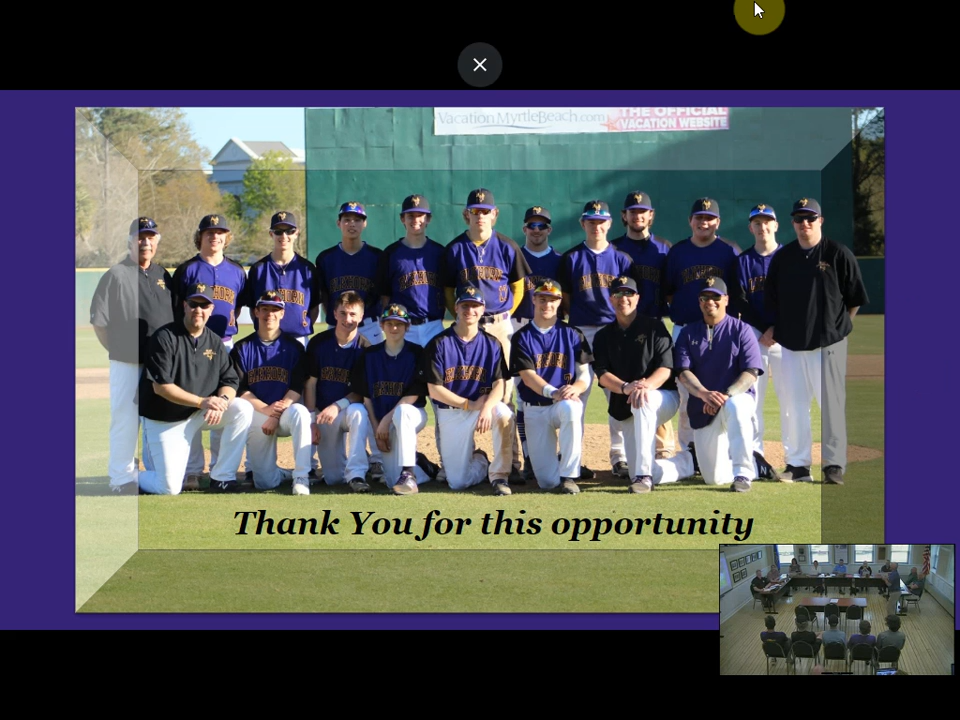 VacationMyrtleBeach.com
THE OFFICIAL
VACATION WEBSITE
Thank You for this opportunity